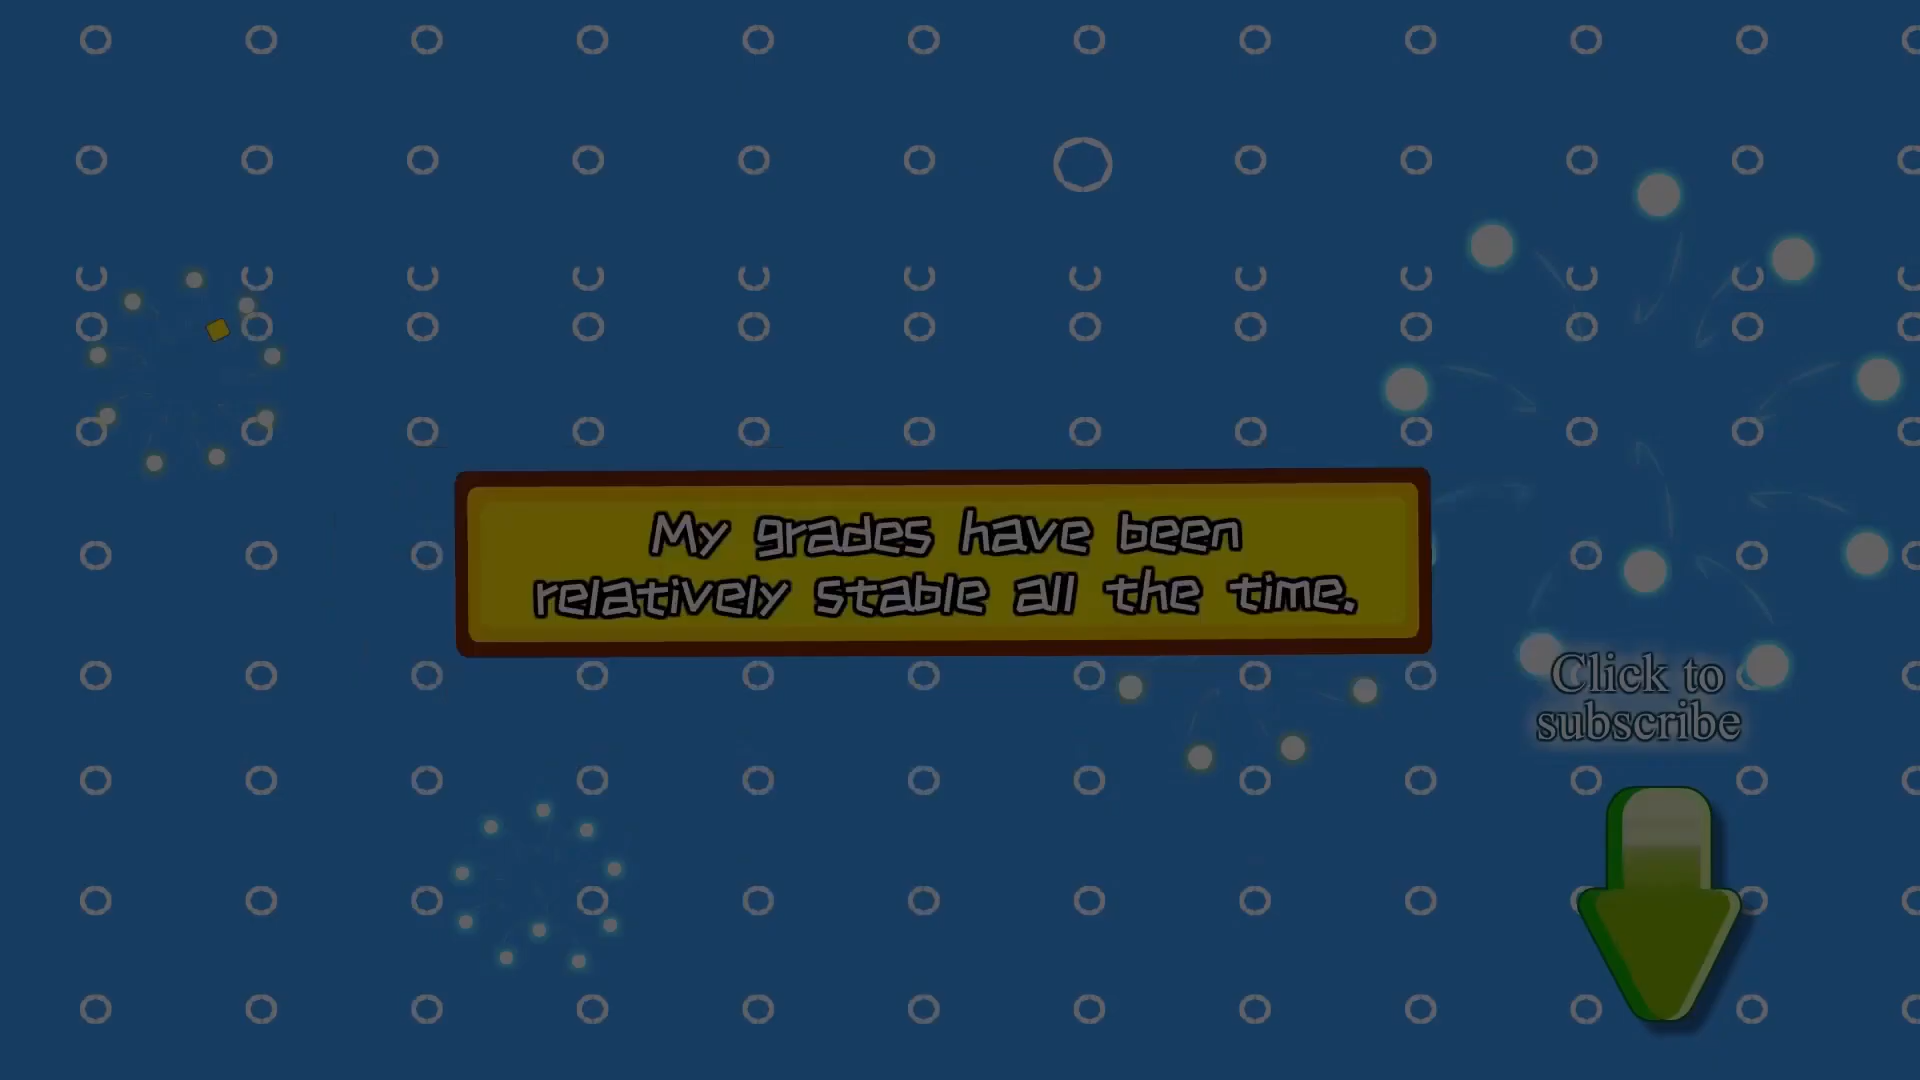 My grades have been
relatively stable all the time.
Click to
subscribe